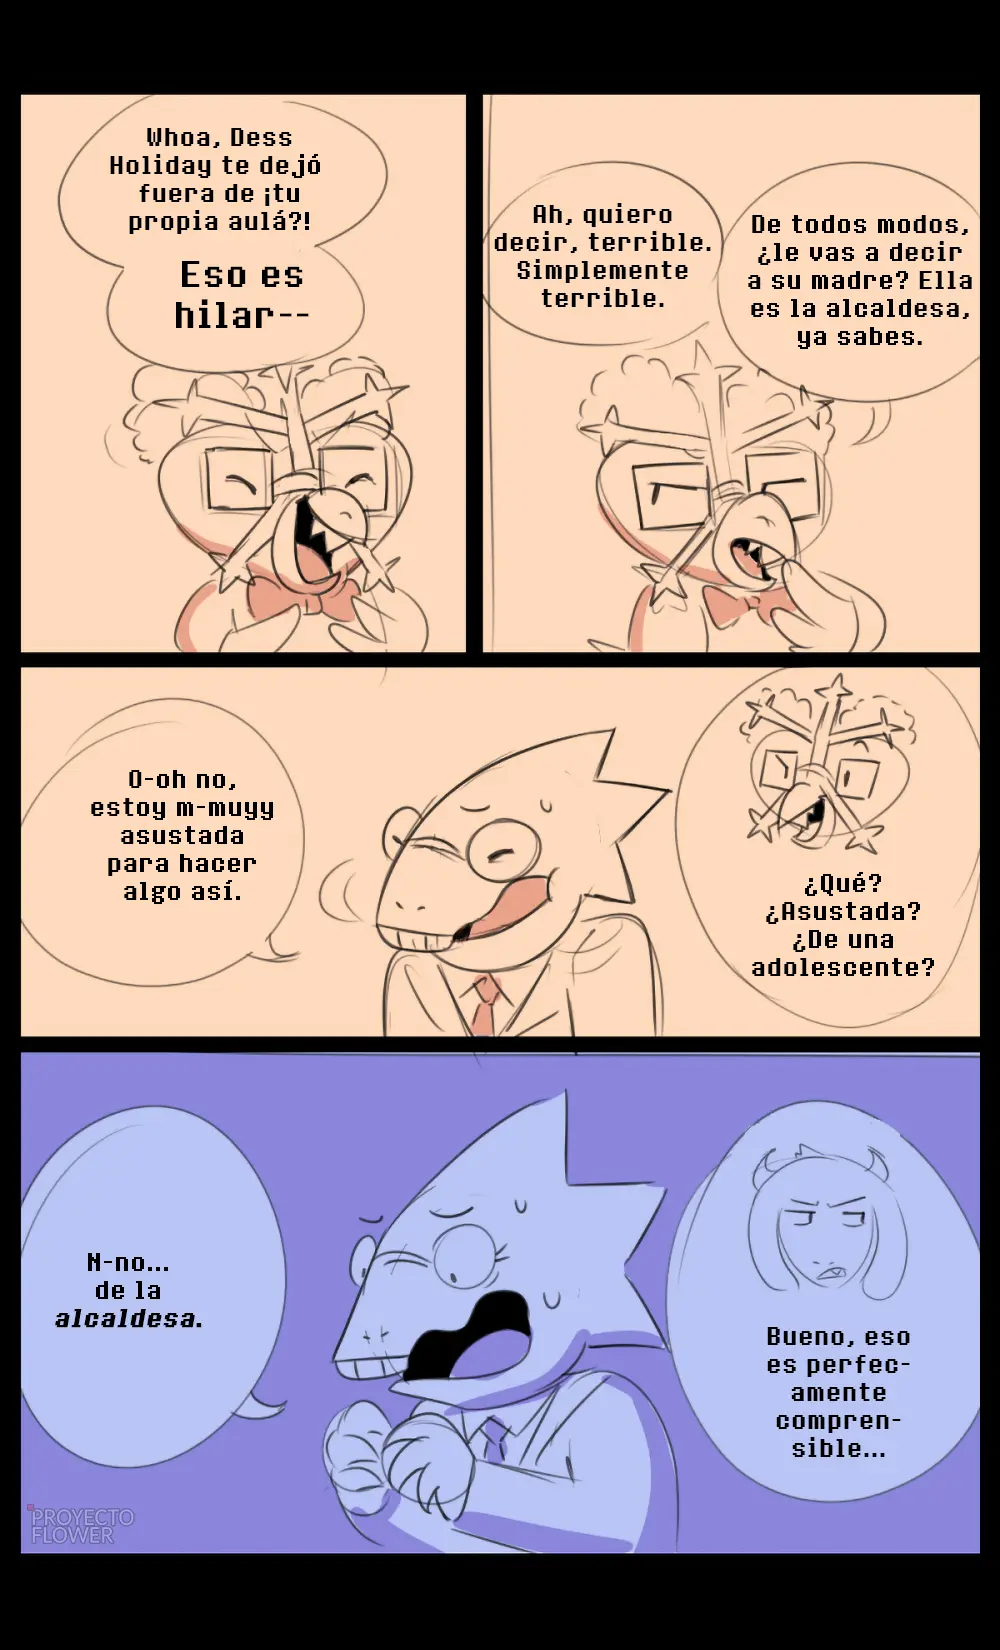 Whoa, Dess
Holiday te dejó
fuera de ¡tu
propia aulá?!
Eso es
hilar--
Ah, quiero
decir, terrible.
Simplemente
terrible.
De todos modos,
¿le vas a decir
a su madre? Ella
es la alcaldesa,
ya sabes.
O-oh no,
estoy m-muyy
asustada
para hacer
algo así.
¿Qué?
¿Asustada?
¿De una
adolescente?
N-no...
de la
alcaldesa.
Bueno, eso
es perfec-
amente
compren-
sible...
PROYECTO
FLOWER